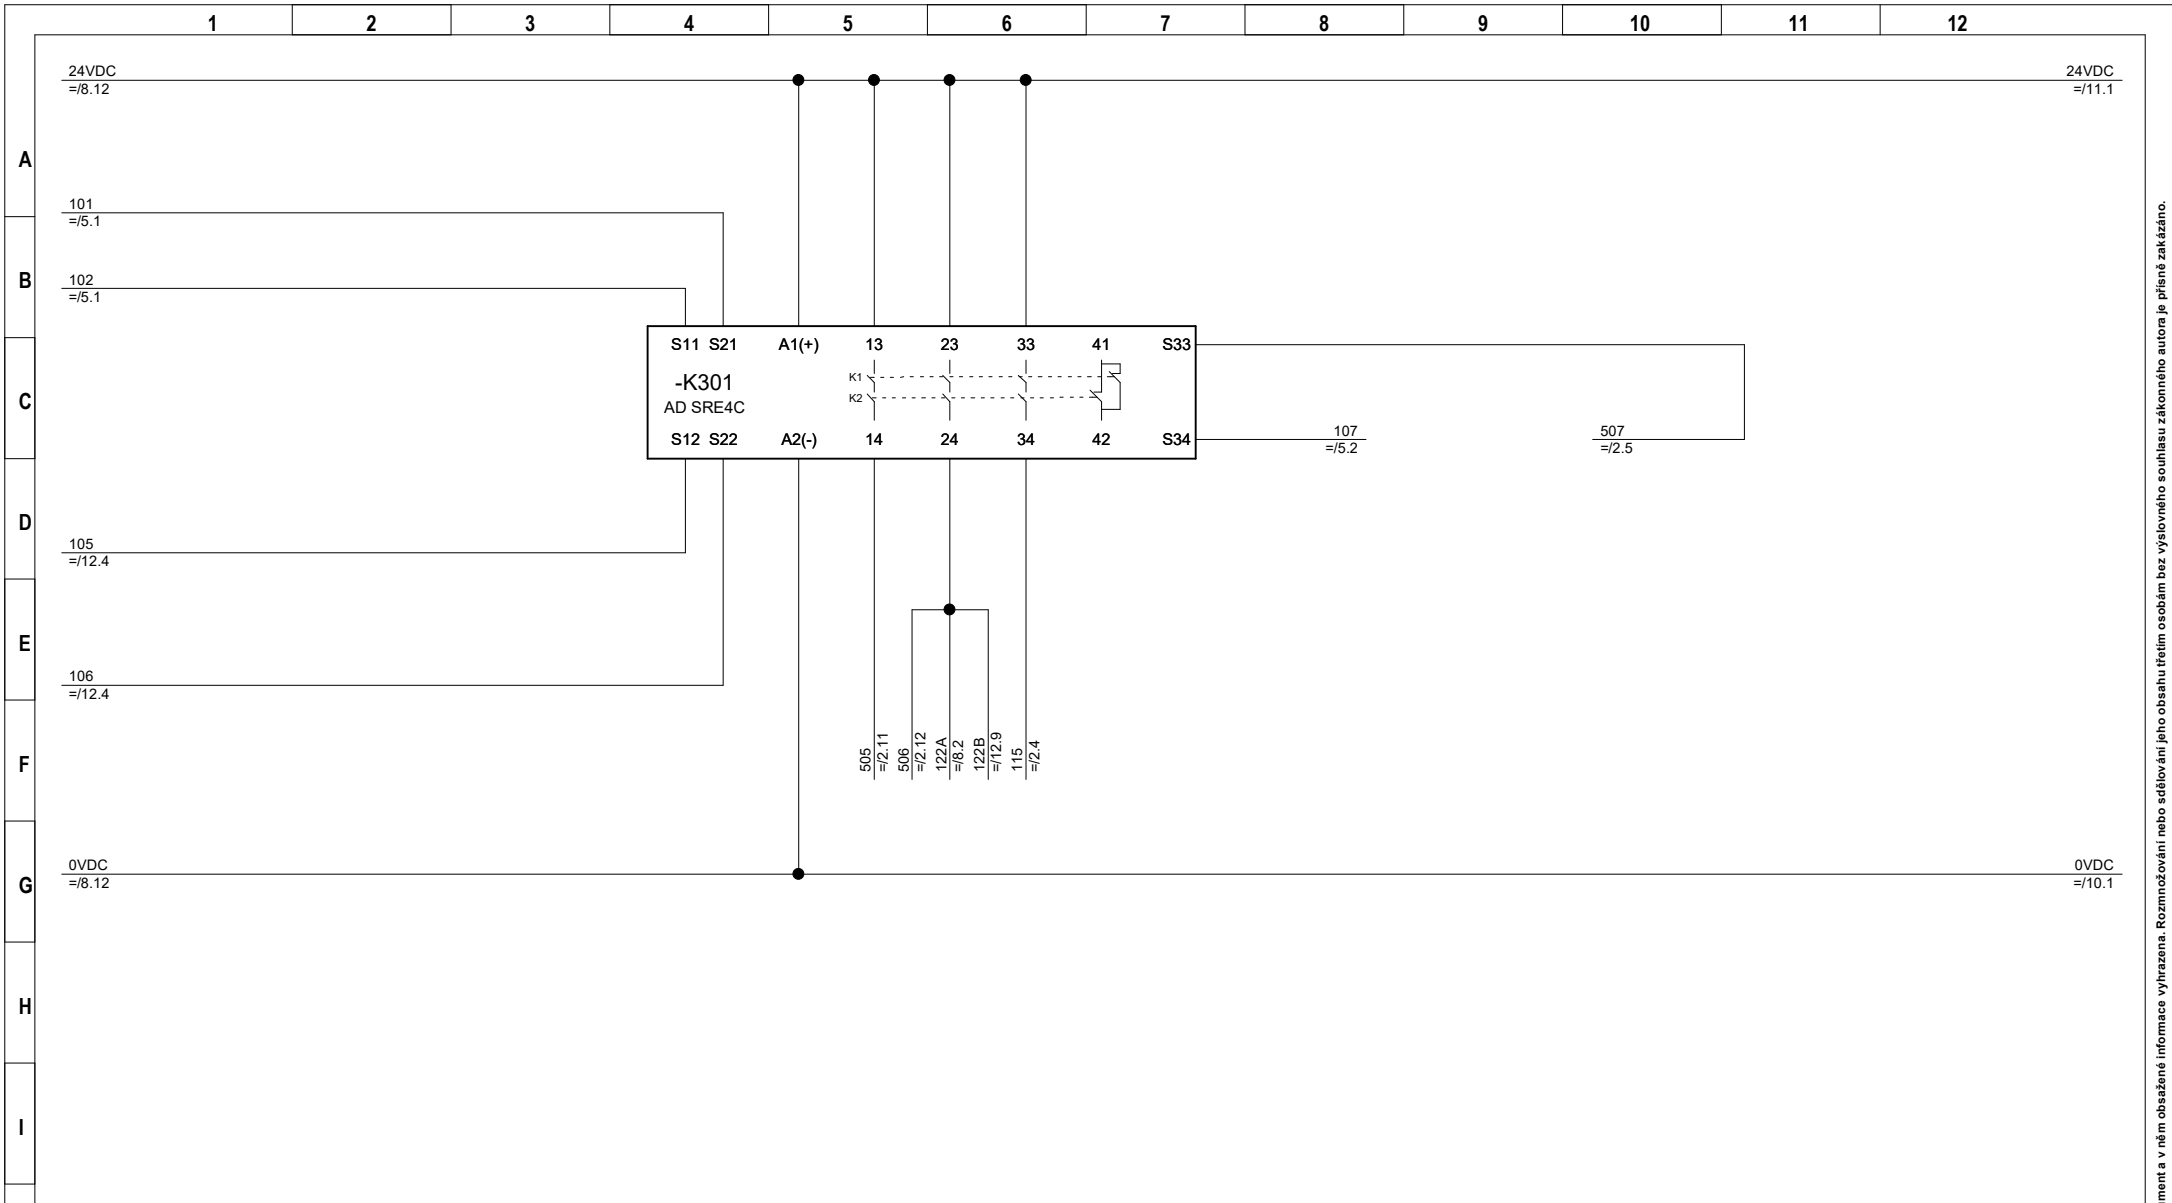 1 2 3 4 5 6 7 8 9 10 11 12
24VDC
=/8.12
24VDC
=/11.1
A
101
=/5.1
B
102
=/5.1
S11 S21 A1(+) 13 23 33 41 S33
-K301
K1
C
AD SRE4C
K2
S12 S22 A2(-) 14 24 34 42 S34
107
=/5.2
507
=/2.5
D
105
=/12.4
E
106
=/12.4
F
505
=/2.11
506
=/2.12
122A
=/8.2
122B
=/12.9
115
=/2.4
0VDC
=/8.12
0VDC
=/10.1
G
H
I
a v něm obsažené informace vyhrazena. Rozmnožování nebo sdělování jeho obsahu třetím osobám bez výslovného souhlasu zákonného autora je přísně zakázáno.